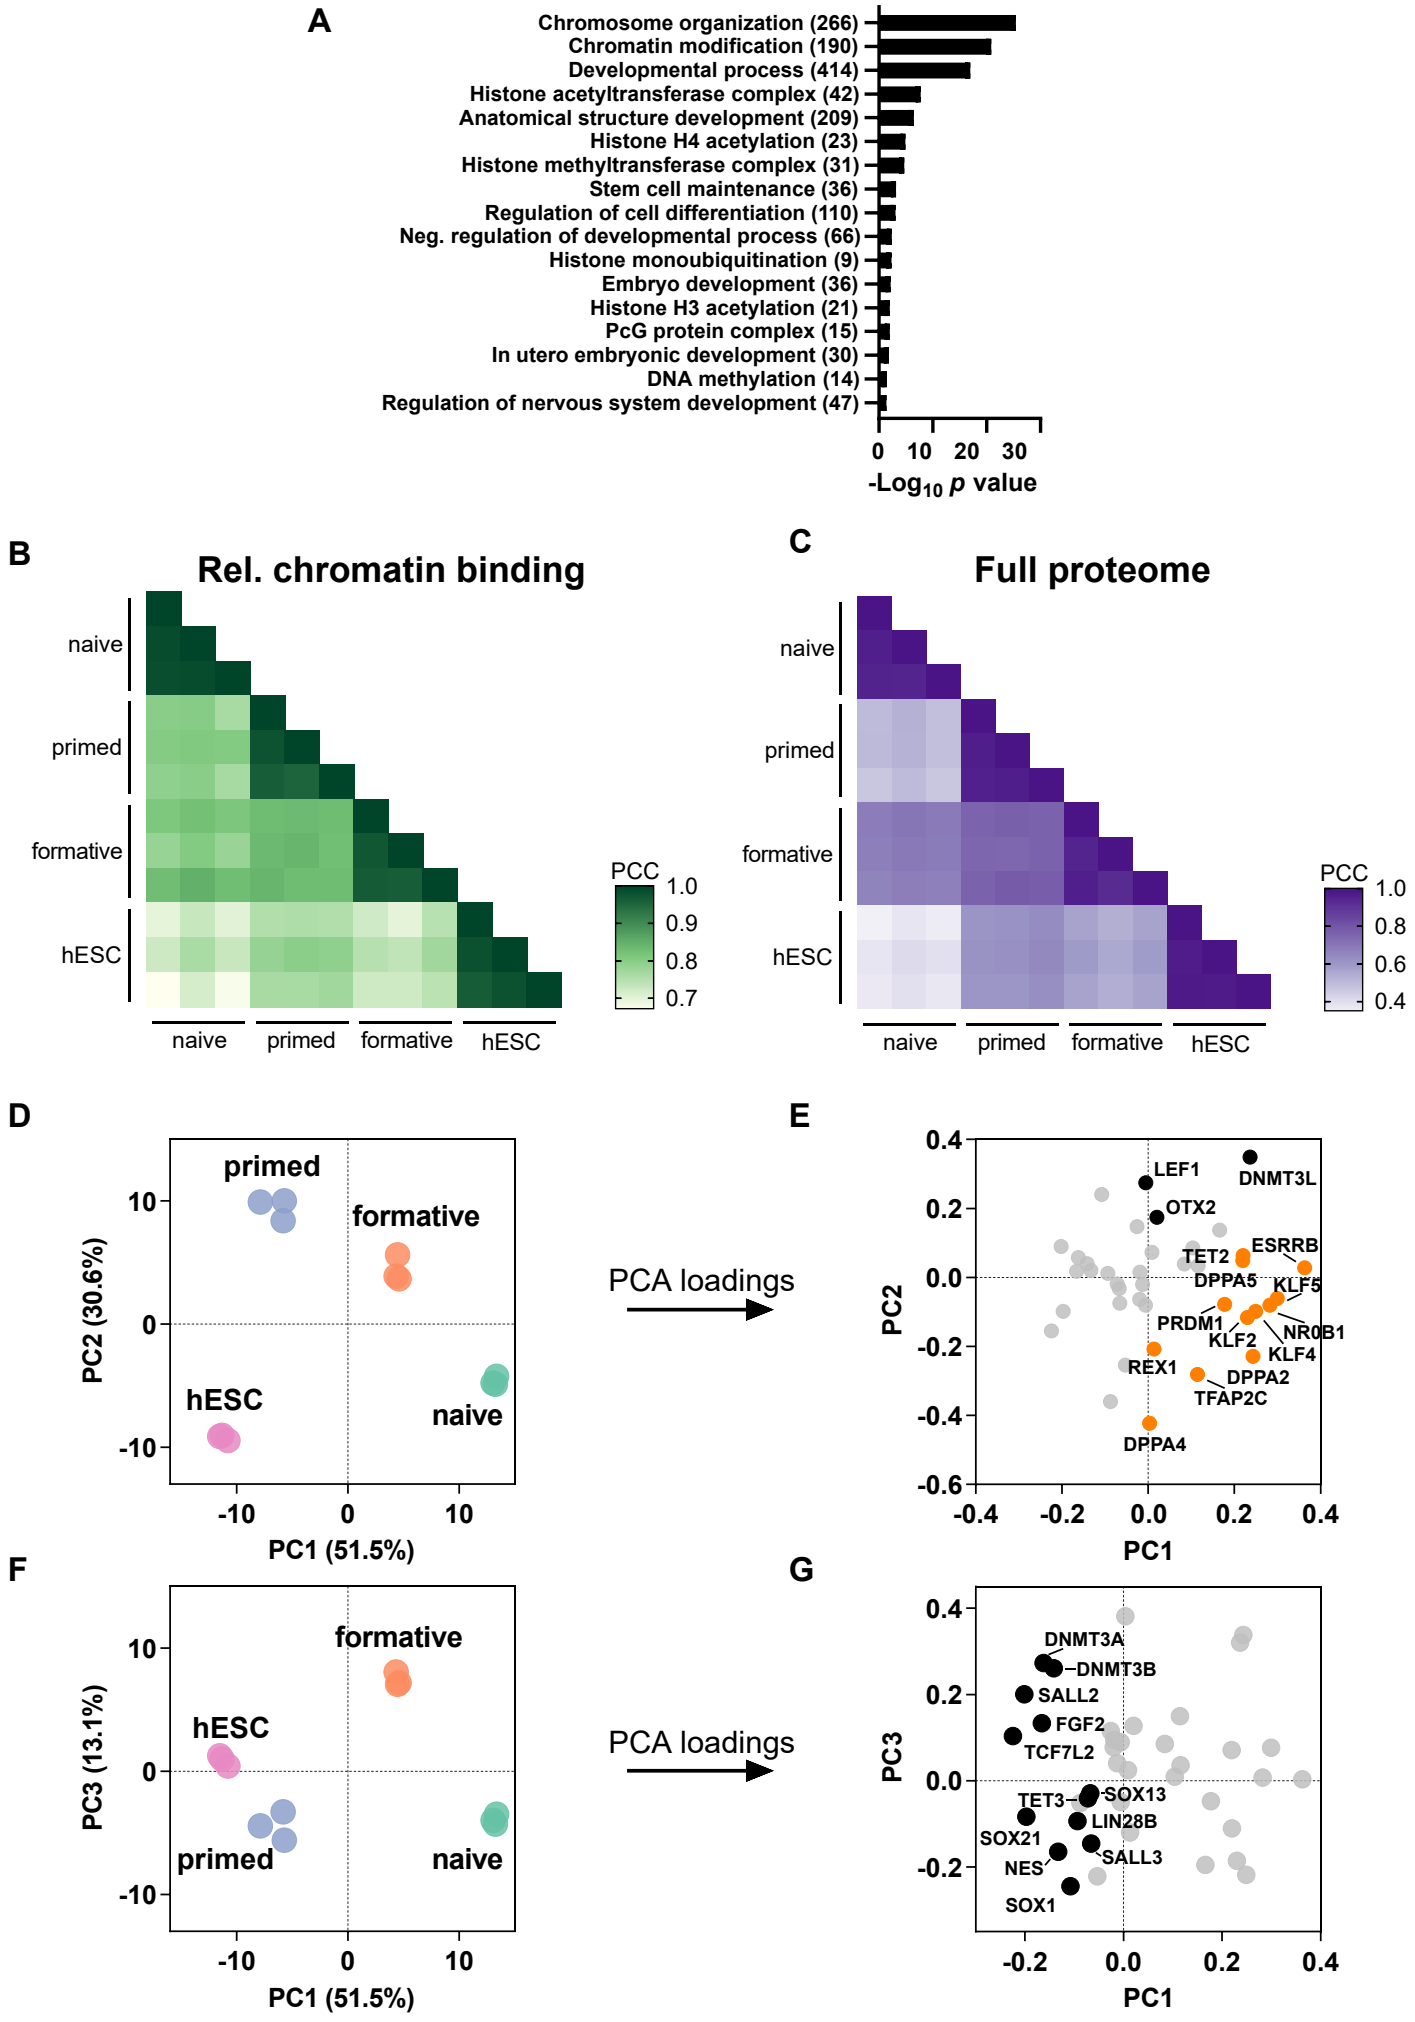 A
Chromosome organization (266)
Chromatin modification (190)
Developmental process (414)
Histone acetyltransferase complex (42)
Anatomical structure development (209)
Histone H4 acetylation (23)
Histone methyltransferase complex (31)
Stem cell maintenance (36)
Regulation of cell differentiation (110)
Neg. regulation of developmental process (66)
Histone monoubiquitination (9)
Embryo development (36)
Histone H3 acetylation (21)
PcG protein complex (15)
In utero embryonic development (30)
DNA methylation (14)
Regulation of nervous system development (47)
0 10 20 30
-Log10 p value
B
Rel. chromatin binding
naive
primed
formative
hESC
naive primed formative hESC
PCC
1.0
0.9
0.8
0.7
C
Full proteome
naive
primed
formative
hESC
naive primed formative hESC
PCC
1.0
0.8
0.6
0.4
D
primed
formative
hESC
naive
10
0
-10
PC2 (30.6%)
-10 0 10
PC1 (51.5%)
PCA loadings
E
0.4
0.2
0.0
-0.2
-0.4
-0.6
PC2
LEF1
DNMT3L
OTX2
TET2
ESRRB
DPPA5
KLF5
PRDM1
KLF2
NR0B1
KLF4
REX1
DPPA2
TFAP2C
DPPA4
-0.4 -0.2 0.0 0.2 0.4
PC1
F
formative
hESC
primed
naive
10
0
-10
PC3 (13.1%)
-10 0 10
PC1 (51.5%)
PCA loadings
G
0.4
0.2
0.0
-0.2
PC3
DNMT3A
DNMT3B
SALL2
FGF2
TCF7L2
TET3
SOX13
LIN28B
SOX21
SALL3
NES
SOX1
-0.2 0.0 0.2 0.4
PC1